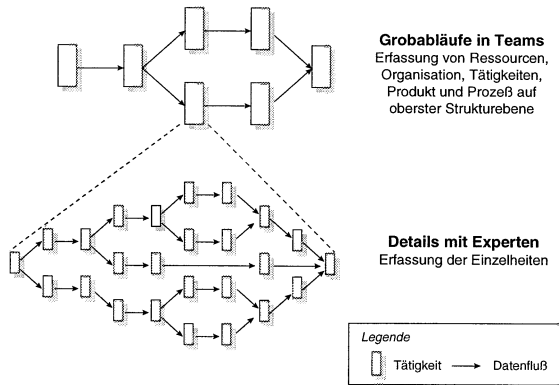 Grobabläufe in Teams
Erfassung von Ressourcen,
Organisation, Tätigkeiten,
Produkt und Prozeß auf
oberster Strukturebene
Details mit Experten
Erfassung der Einzelheiten
Legende
Tätigkeit
Datenfluß